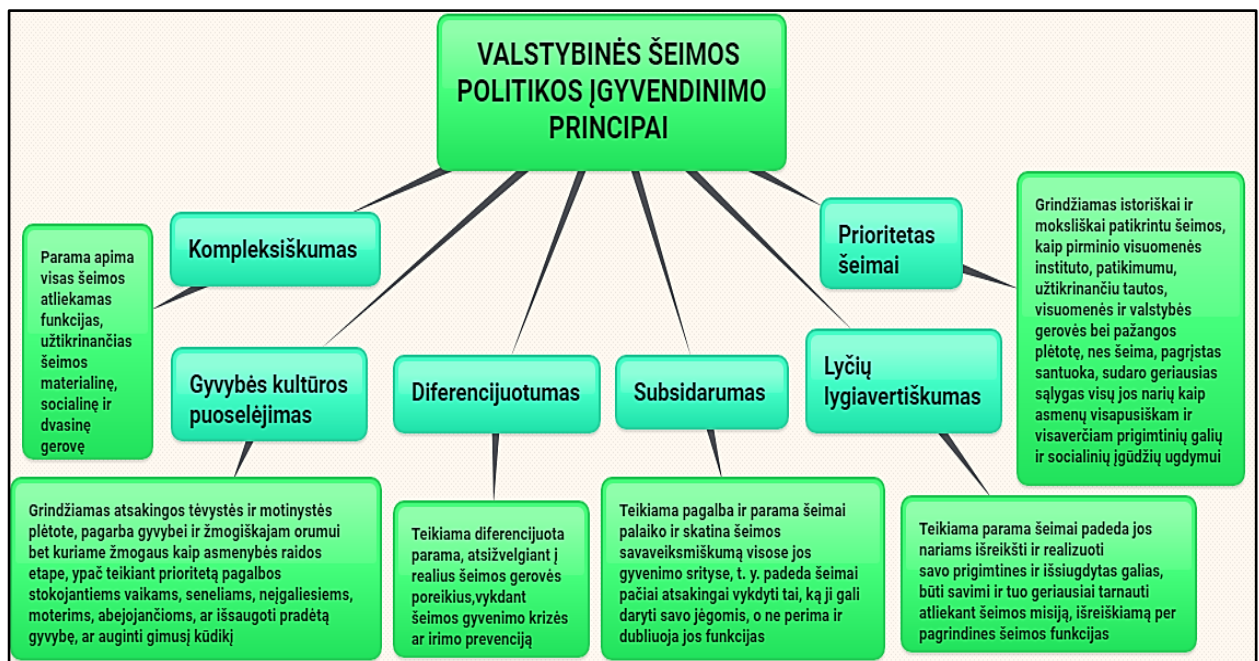 VALSTYBINĖS ŠEIMOS
POLITIKOS ĮGYVENDINIMO
PRINCIPAI
Kompleksiškumas
Parama apima
visas šeimos
atliekamas
funkcijas,
užtikrinančias
šeimos
materialinę,
socialinę ir
dvasinę
gerovę
Gyvybės kultūros
puoselėjimas
Grindžiamas atsakingos tėvystės ir motinystės
plėtote, pagarba gyvybei ir žmogiškajam orumui
bet kuriame žmogaus kaip asmenybės raidos
etape, ypač teikiant prioritetą pagalbos
stokojantiems vaikams, seneliams, neįgaliesiems,
moterims, abejojančioms, ar išsaugoti pradėtą
gyvybę, ar auginti gimusį kūdikį
Diferencijuotumas
Teikiama diferencijuota
parama, atsižvelgiant į
realius šeimos gerovės
poreikius,vykdant
šeimos gyvenimo krizės
ar irimo prevenciją
Subsidarumas
Teikiama pagalba ir parama šeimai
palaiko ir skatina šeimos
savaveiksmiškumą visose jos
gyvenimo srityse, t. y. padeda šeimai
pačiai atsakingai vykdyti tai, ką ji gali
daryti savo jėgomis, o ne perima ir
dubliuoja jos funkcijas
Lyčių
lygiavertiškumas
Teikiama parama šeimai padeda jos
nariams išreikšti ir realizuoti
savo prigimtines ir išsiugdytas galias,
būti savimi ir tuo geriausiai tarnauti
atliekant šeimos misiją, išreiškiamą per
pagrindines šeimos funkcijas
Prioritetas
šeimai
Grindžiamas istoriškai ir
moksliškai patikrintu šeimos,
kaip pirminio visuomenės
instituto, patikimumu,
užtikrinančiu tautos,
visuomenės ir valstybės
gerovės bei pažangos
plėtotę, nes šeima, pagrįstas
santuoka, sudaro geriausias
sąlygas visų jos narių kaip
asmenų visapusiškam ir
visaverčiam prigimtinių galių
ir socialinių įgūdžių ugdymui